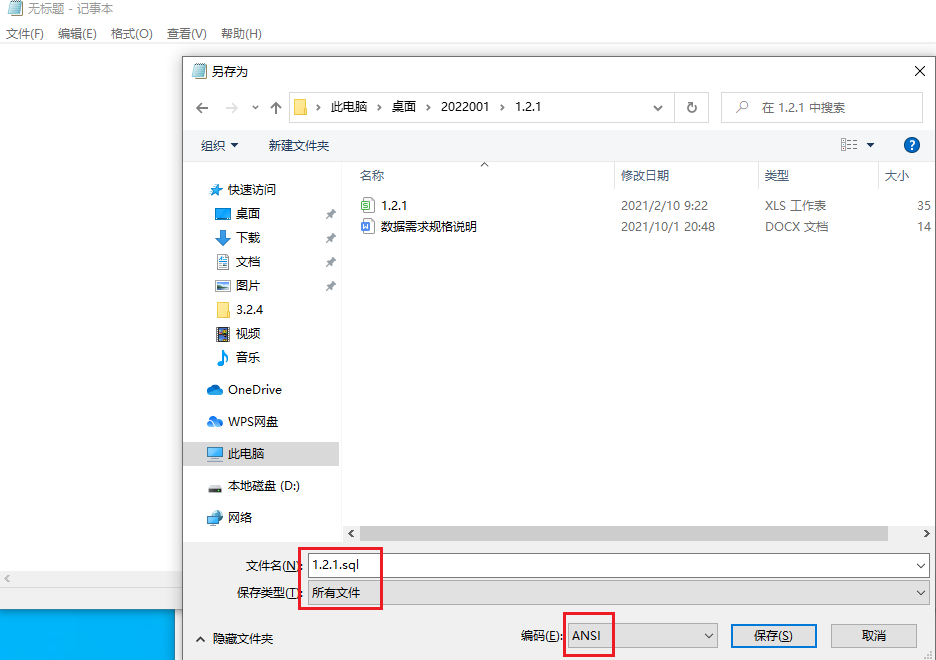 无标题 - 记事本
文件(F) 编辑(E) 格式(O) 查看(V) 帮助(H)
另存为
此电脑 › 桌面 › 2022001 › 1.2.1
在 1.2.1 中搜索
组织 新建文件夹
名称 修改日期 类型 大小
1.2.1 2021/2/10 9:22 XLS 工作表 35
数据需求规格说明 2021/10/1 20:48 DOCX 文档 14
快速访问
桌面
下载
文档
图片
3.2.4
视频
音乐
OneDrive
WPS网盘
此电脑
本地磁盘 (D:)
网络
文件名(N): 1.2.1.sql
保存类型(T): 所有文件
隐藏文件夹 编码(E): ANSI 保存(S) 取消